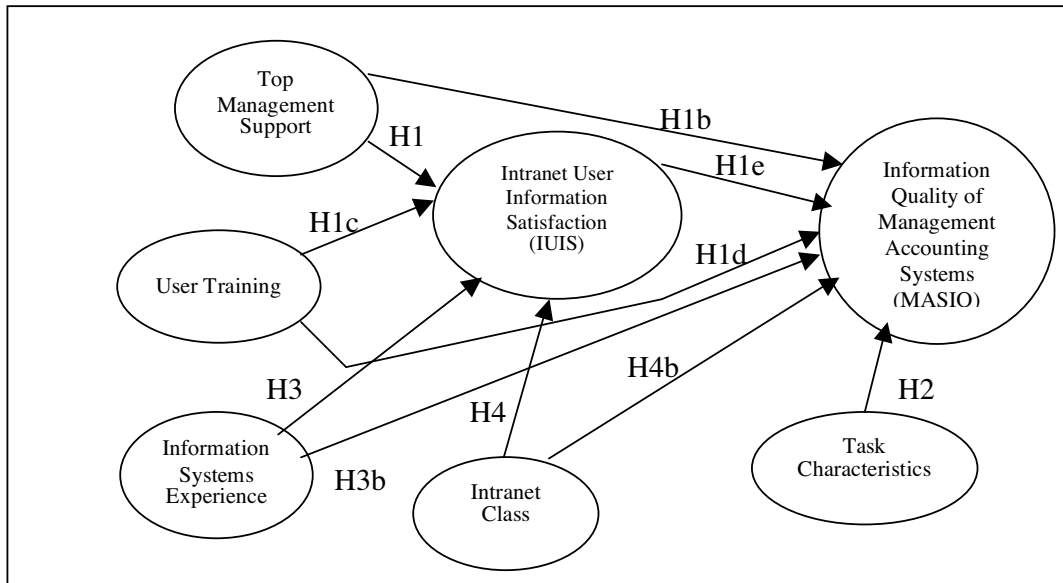 Top
Management
Support
H1
H1b
Intranet User
Information
Satisfaction
(IUIS)
H1e
Information
Quality of
Management
Accounting
Systems
(MASIO)
H1c
User Training
H1d
H3
H4
H4b
H2
Information
Systems
Experience
H3b
Intranet
Class
Task
Characteristics